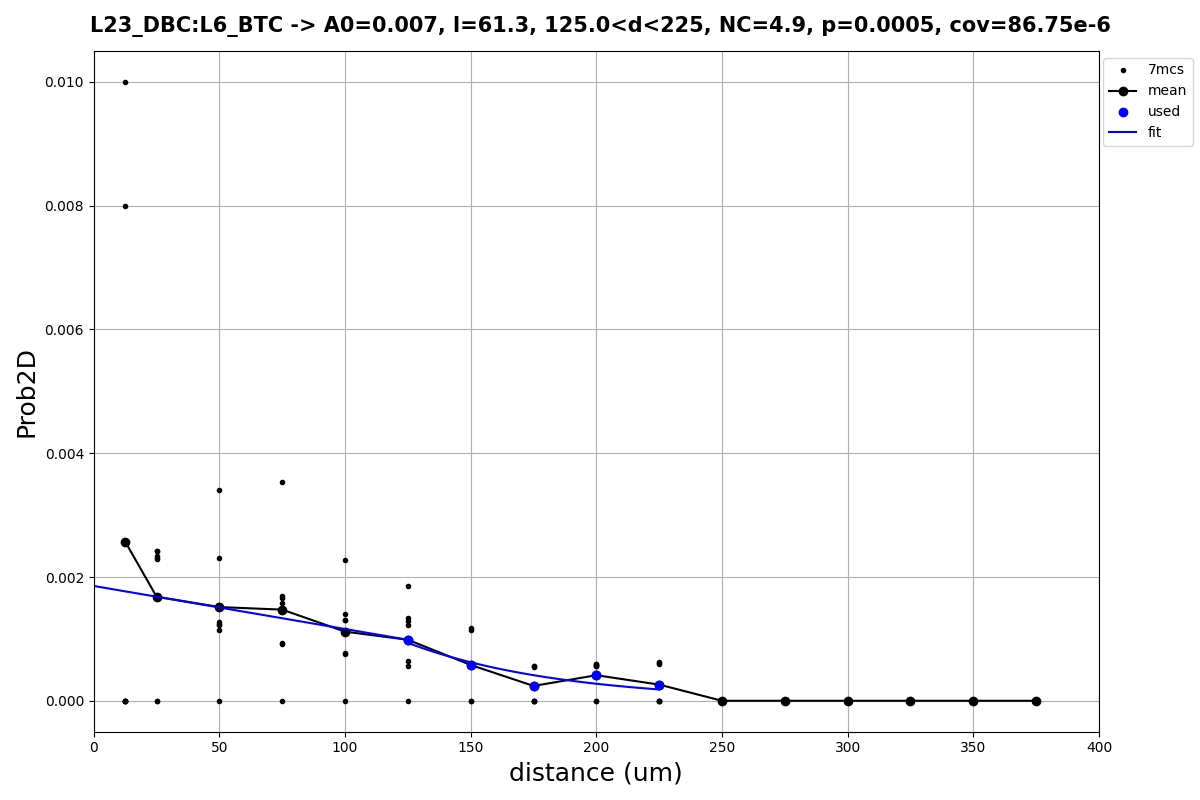 L23_DBC:L6_BTC -> A0=0.007, l=61.3, 125.0<d<225, NC=4.9, p=0.0005, cov=86.75e-6
7mcs
mean
used
fit
Prob2D
0.010
0.008
0.006
0.004
0.002
0.000
0
50
100
150
200
250
300
350
400
distance (um)